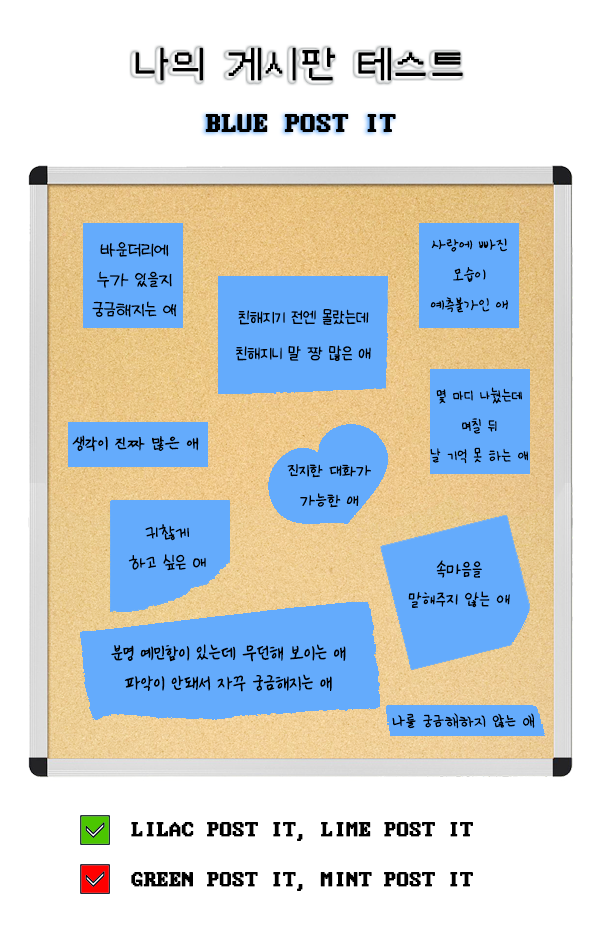 나의 게시판 테스트
BLUE POST IT
바운더리에
누가 있을지
궁금해지는 애
친해지기 전엔 몰랐는데
친해지니 말 짱 많은 애
사랑에 빠진
모습이
예측불가인 애
생각이 진짜 많은 애
진지한 대화가
가능한 애
몇 마디 나눴는데
며칠 뒤
날 기억 못 하는 애
귀찮게
하고 싶은 애
속마음을
말해주지 않는 애
분명 예민함이 있는데 무던해 보이는 애
파악이 안돼서 자꾸 궁금해지는 애
나를 궁금해하지 않는 애
LILAC POST IT, LIME POST IT
GREEN POST IT, MINT POST IT